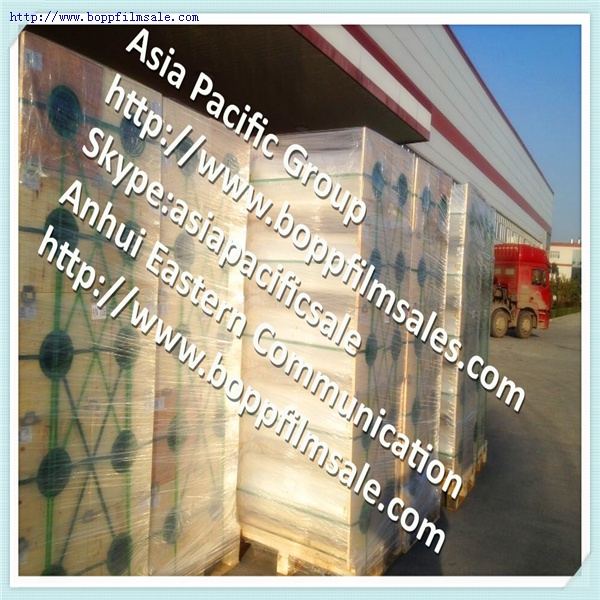 http://www.boppfilmsale.com
Asia Pacific Group
http://www.boppfilmsales.com
Skype:asiapacificsale
Anhui Eastern Communication
http://www.boppfilmsale.com